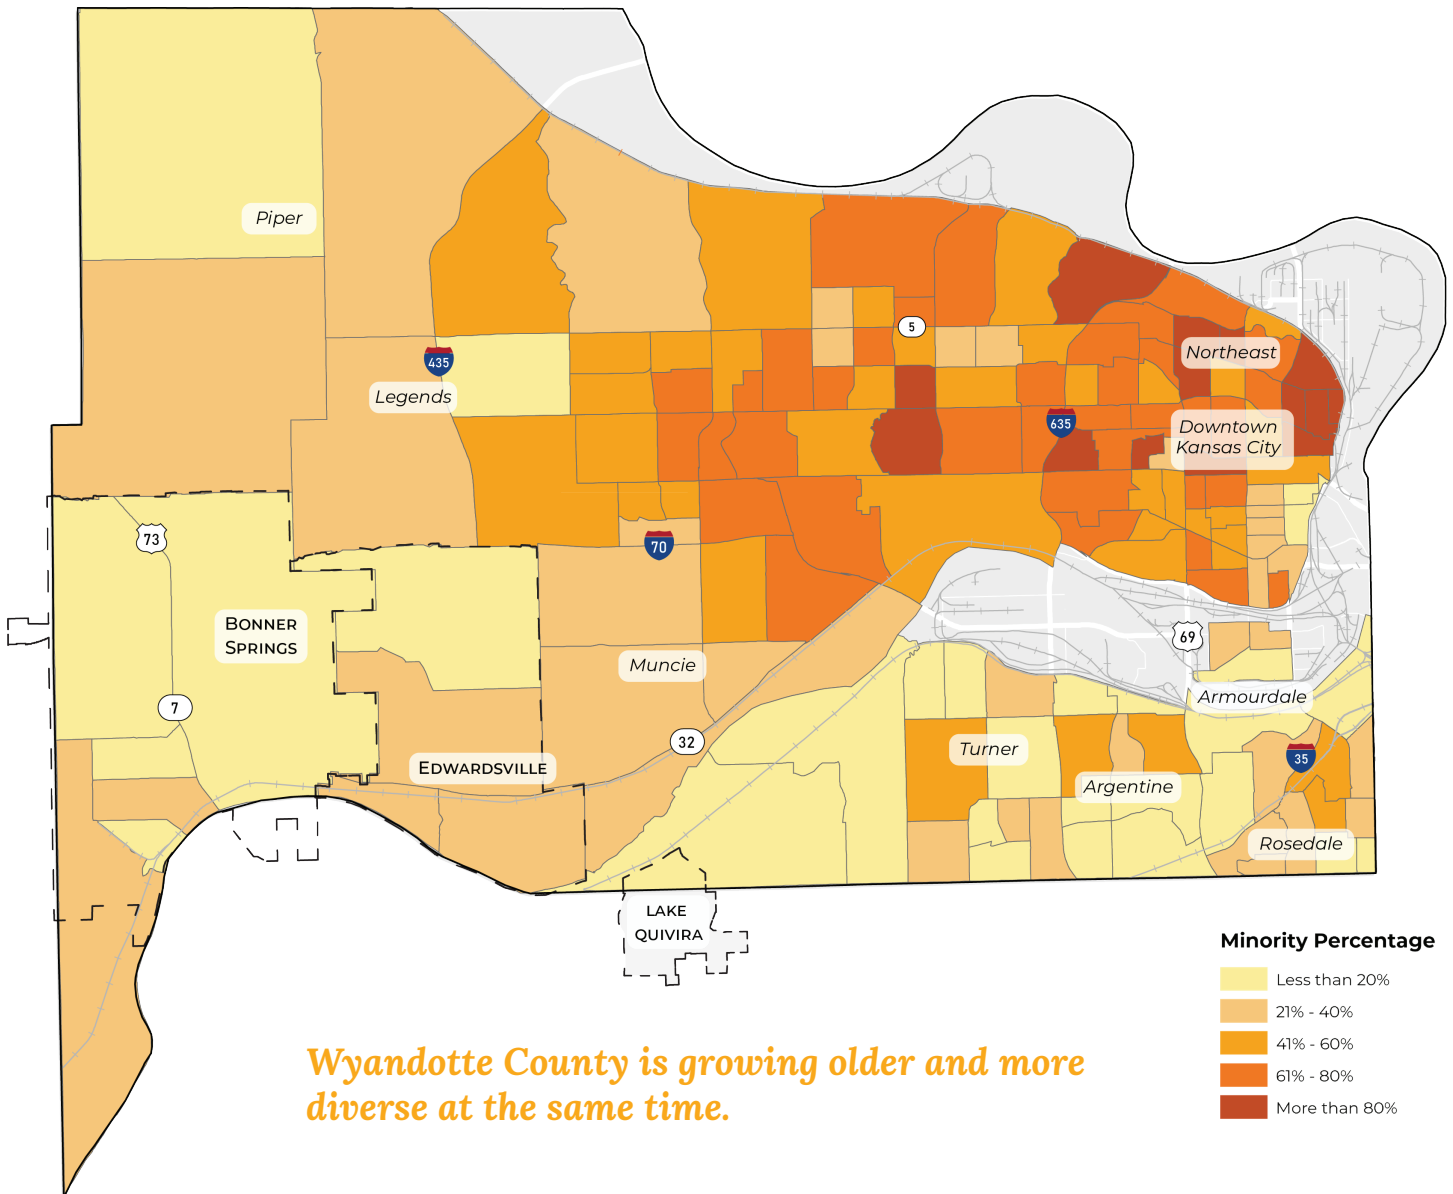 Piper
5
Northeast
435
Legends
635
Downtown
Kansas City
73
70
Bonner
Springs
69
Mucie
Armourdale
7
32
Turner
35
Edwardsville
Argentine
Rosedale
LAKE
QUIVIRA
Minority Percentage
Less than 20%
21% - 40%
41% - 60%
61% - 80%
More than 80%
Wyandotte County is growing older and more
diverse at the same time.